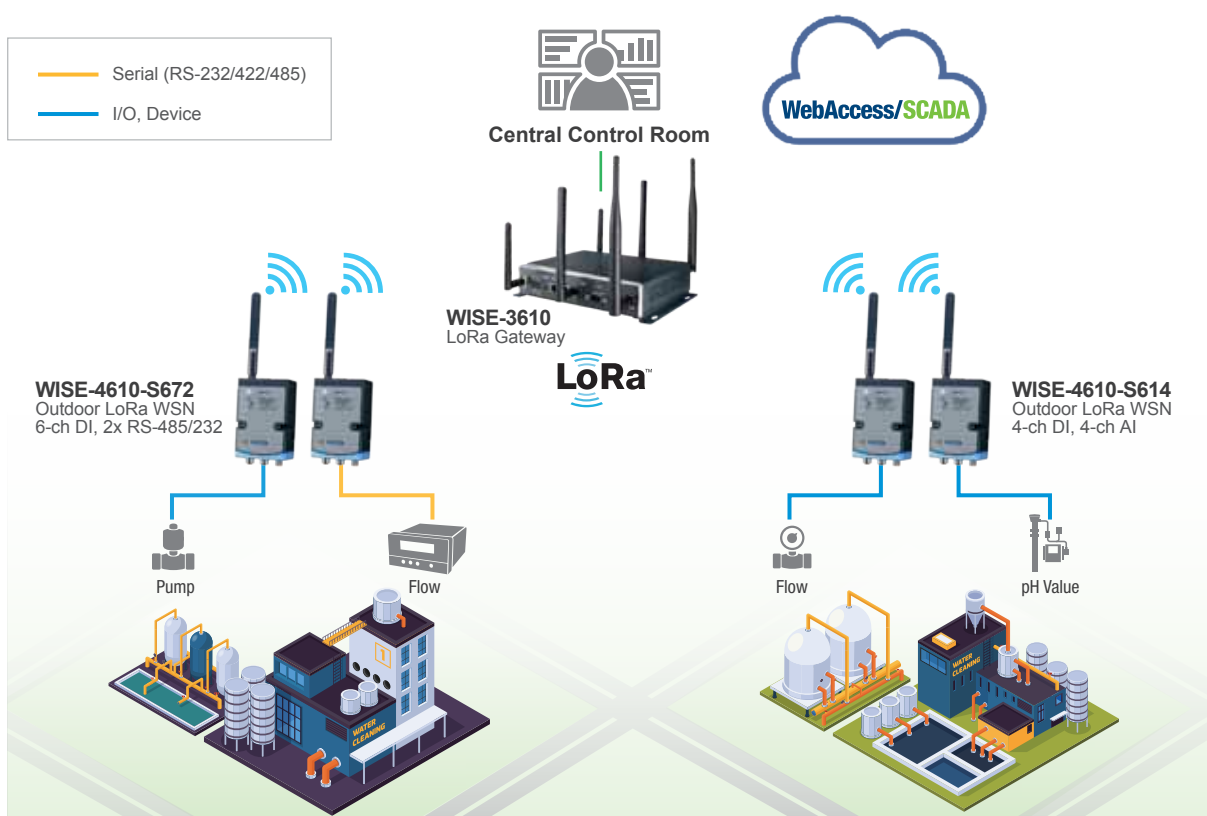 Serial (RS-232/422/485)
I/O, Device
Central Control Room
WebAccess/SCADA
WISE-3610
LoRa Gateway
LoRa™
WISE-4610-S672
Outdoor LoRa WSN
6-ch DI, 2x RS-485/232
WISE-4610-S614
Outdoor LoRa WSN
4-ch DI, 4-ch AI
Pump
Flow
Flow
pH Value
1
WATER
CLEANING
WATER
CLEANING